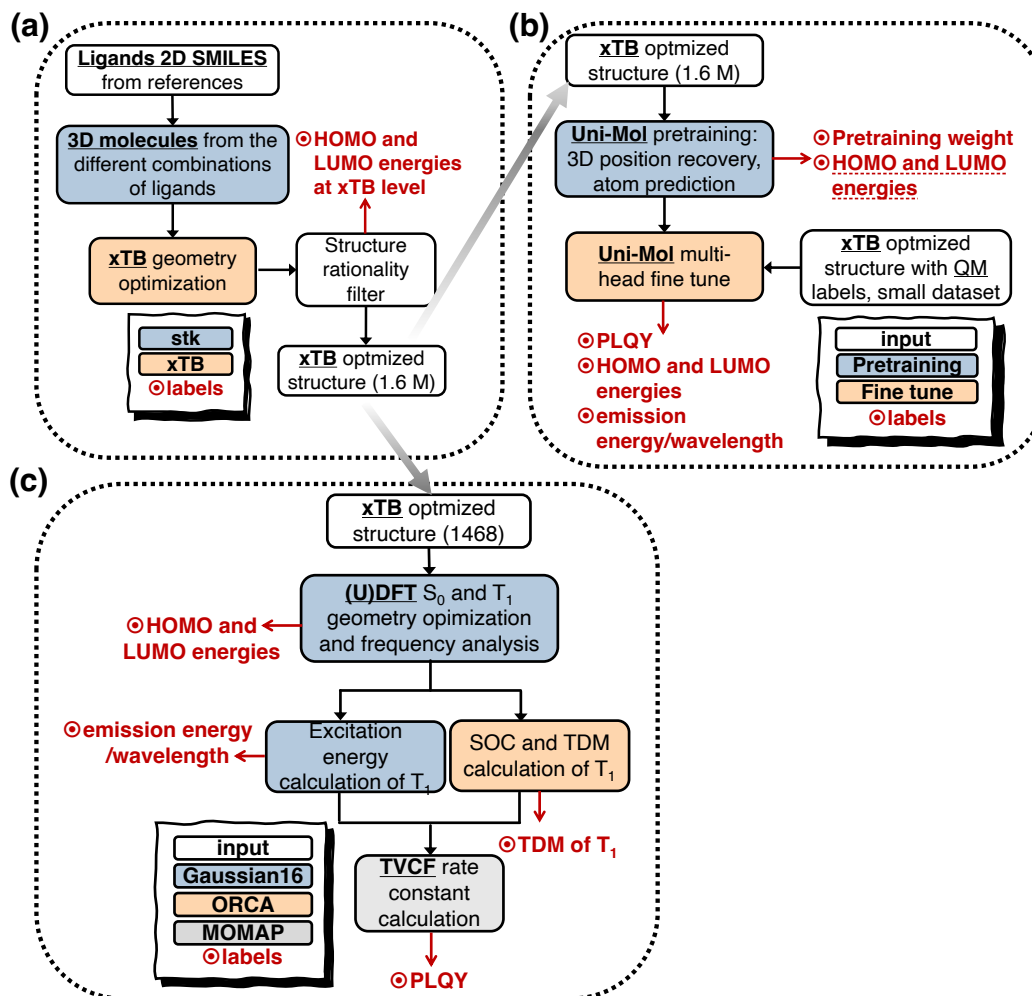 (a)
Ligands 2D SMILES
from references
3D molecules from the
different combinations
of ligands
⊙HOMO and
LUMO energies
at xTB level
xTB geometry
optimization
Structure
rationality
filter
stk
xTB
⊙labels
xTB optmized
structure (1.6 M)
(b)
xTB optmized
structure (1.6 M)
Uni-Mol pretraining:
3D position recovery,
atom prediction
⊙Pretraining weight
⊙HOMO and LUMO
energies
Uni-Mol multi-
head fine tune
xTB optmized
structure with QM
labels, small dataset
⊙PLQY
⊙HOMO and LUMO
energies
⊙emission
energy/wavelength
input
Pretraining
Fine tune
⊙labels
(c)
xTB optmized
structure (1468)
(U)DFT S0 and T1
geometry opimization
and frequency analysis
⊙HOMO and
LUMO energies
⊙emission energy
/wavelength
Excitation
energy
calculation of T1
SOC and TDM
calculation of T1
⊙TDM of T1
TVCF rate
constant
calculation
⊙PLQY
input
Gaussian16
ORCA
MOMAP
⊙labels